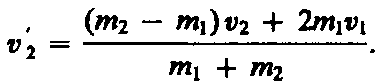 v′₂ = ((m₂ − m₁)v₂ + 2m₁v₁) / (m₁ + m₂).